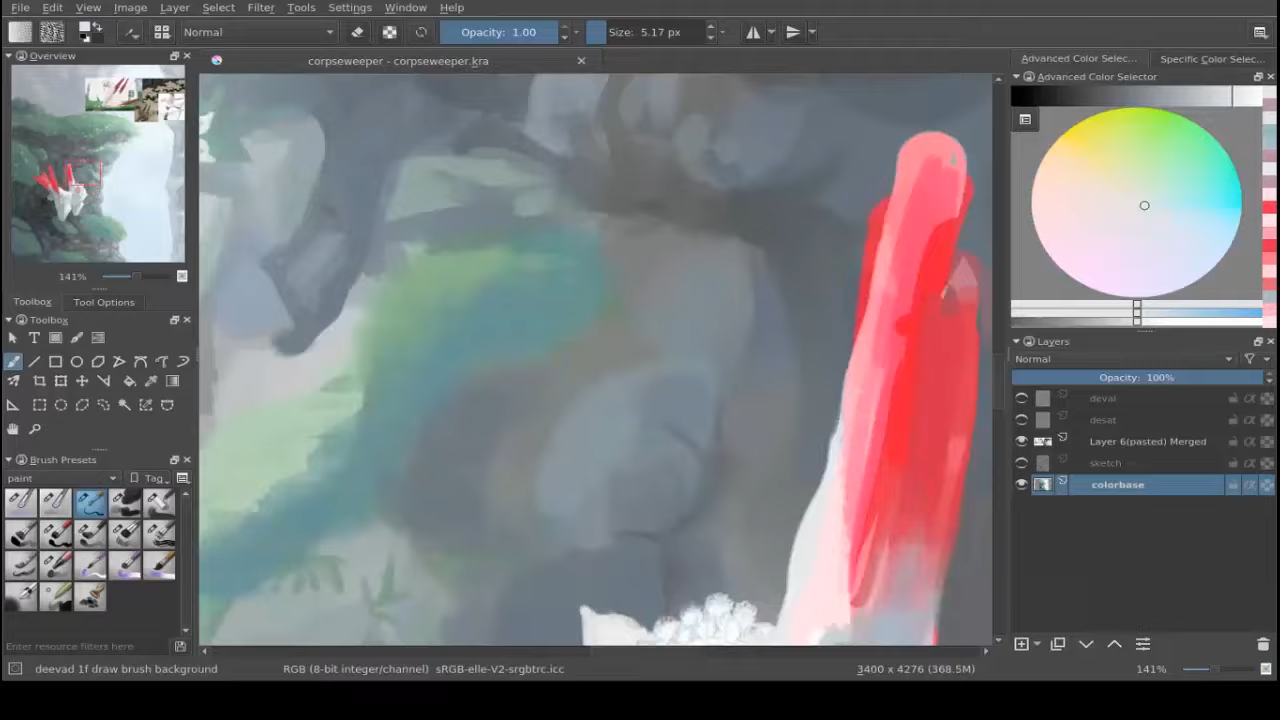 File Edit View Image Layer Select Filter Tools Settings Window Help
Normal Opacity: 1.00 Size: 5.17 px
Overview
corpseweeper - corpseweeper.kra
Advanced Color Selec... Specific Color Selec...
Advanced Color Selector
141%
Toolbox Tool Options
Toolbox
Layers
Normal
Opacity: 100%
deval
desat
Layer 6(pasted) Merged
sketch
colorbase
Brush Presets
paint Tag
Enter resource filters here
deevad 1f draw brush background RGB (8-bit integer/channel) sRGB-elle-V2-srgbtrc.icc 3400 x 4276 (368.5M) 141%